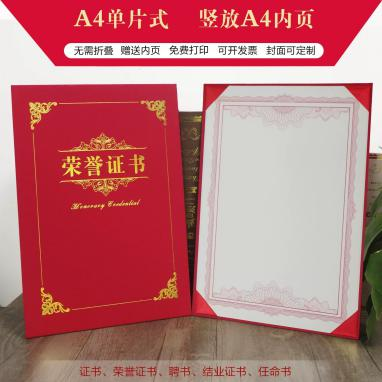 A4单片式 竖放A4内页
无需折叠 赠送内页 免费打印 可开发票 封面可定制
荣誉证书
Honorary Credential
证书、荣誉证书、聘书、结业证书、任命书